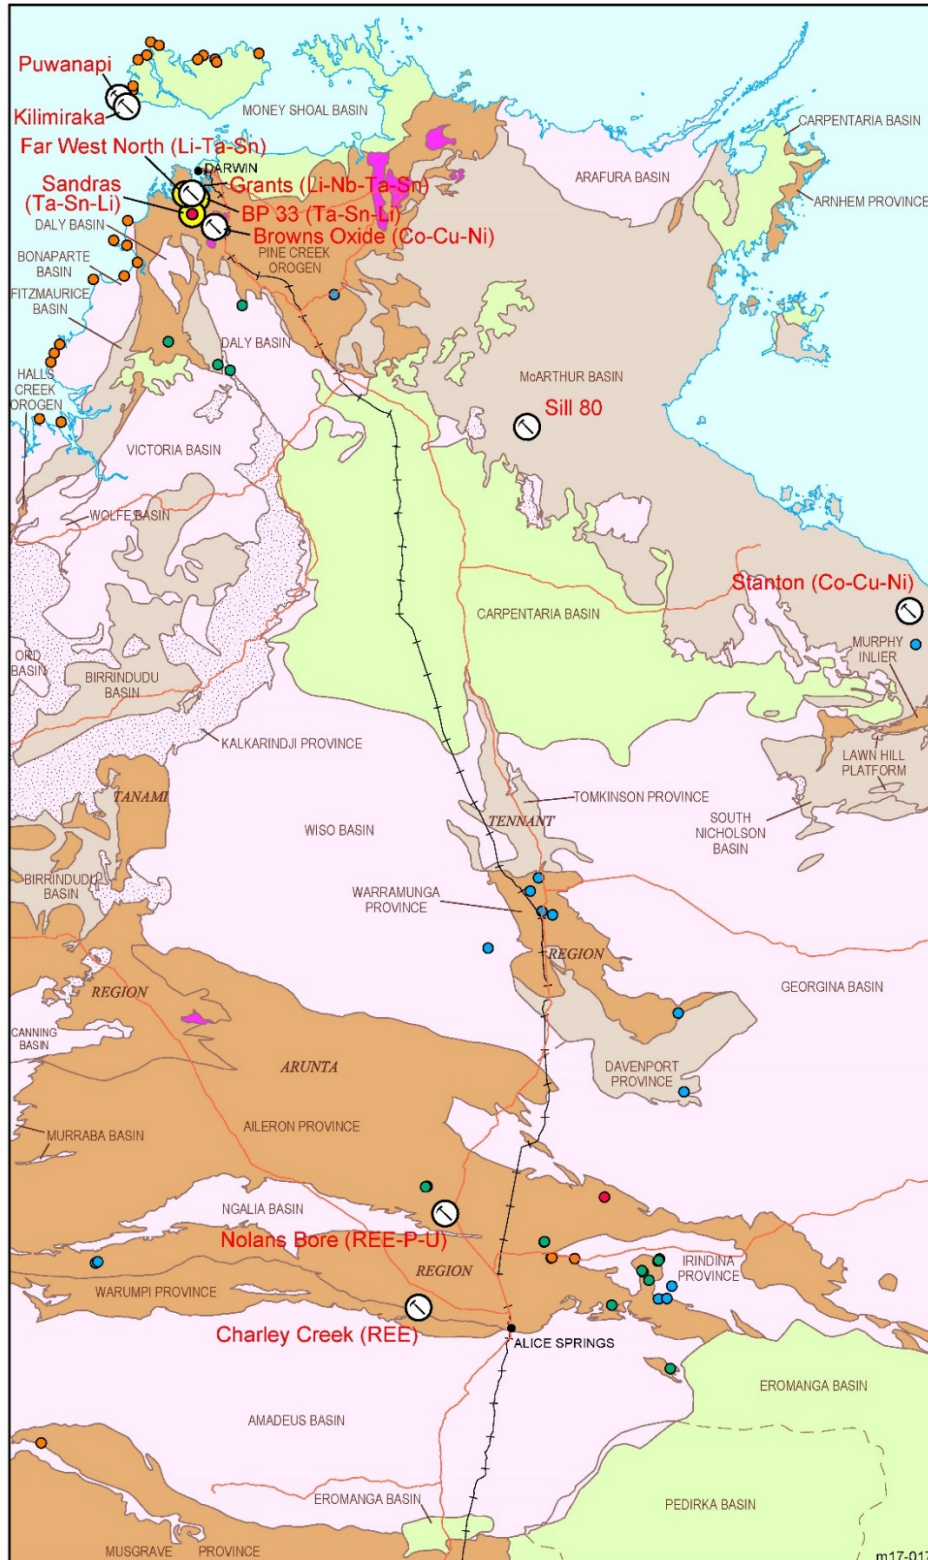 Puwanapi
Kilimiraka
MONEY SHOAL BASIN
CARPENTARIA BASIN
Far West North (Li-Ta-Sn)
DARWIN
ARAFURA BASIN
Sandras
(Ta-Sn-Li)
Grants (Li-Nb-Ta-Sn)
ARNHEM PROVINCE
BP 33 (Ta-Sn-Li)
DALY BASIN
Browns Oxide (Co-Cu-Ni)
BONAPARTE
BASIN
PINE CREEK
OROGEN
FITZMAURICE
BASIN
DALY BASIN
HALLS
CREEK
OROGEN
McARTHUR BASIN
Sill 80
VICTORIA BASIN
WOLFE BASIN
Stanton (Co-Cu-Ni)
CARPENTARIA BASIN
MURPHY
INLIER
ORD
BASIN
BIRRINDUDU
BASIN
KALKARINDJI PROVINCE
LAWN HILL
PLATFORM
TANAMI
TOMKINSON PROVINCE
WISO BASIN
TENNANT
SOUTH
NICHOLSON
BASIN
BIRRINDUDU
BASIN
WARRAMUNGA
PROVINCE
REGION
GEORGINA BASIN
REGION
CANNING
BASIN
DAVENPORT
PROVINCE
ARUNTA
AILERON PROVINCE
MURRABA BASIN
NGALIA BASIN
Nolans Bore (REE-P-U)
REGION
IRINDINA
PROVINCE
WARUMPI PROVINCE
Charley Creek (REE)
ALICE SPRINGS
EROMANGA BASIN
AMADEUS BASIN
EROMANGA BASIN
PEDIRKA BASIN
MUSGRAVE PROVINCE
m17-017